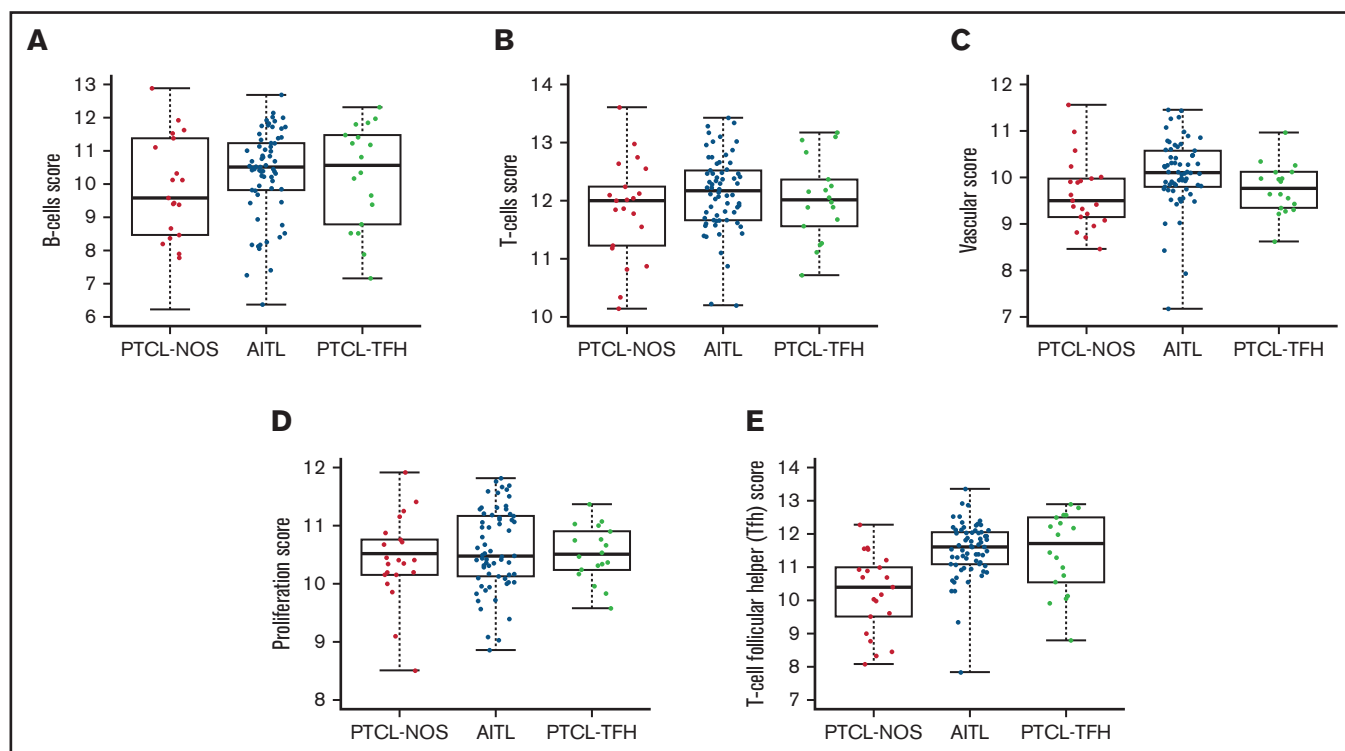 A
B-cells score
13
12
11
10
9
8
7
6
PTCL-NOS AITL PTCL-TFH
B
T-cells score
14
13
12
11
10
PTCL-NOS AITL PTCL-TFH
C
Vascular score
12
11
10
9
8
7
PTCL-NOS AITL PTCL-TFH
D
Proliferation score
12
11
10
9
8
PTCL-NOS AITL PTCL-TFH
E
T-cell follicular helper (Tfh) score
14
13
12
11
10
9
8
7
PTCL-NOS AITL PTCL-TFH